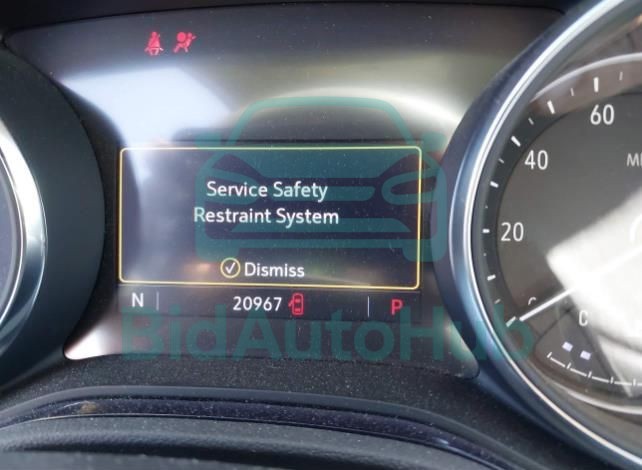 60
40
20
Service Safety
Restraint System
Dismiss
N 20967 P
C
BidAutoHub